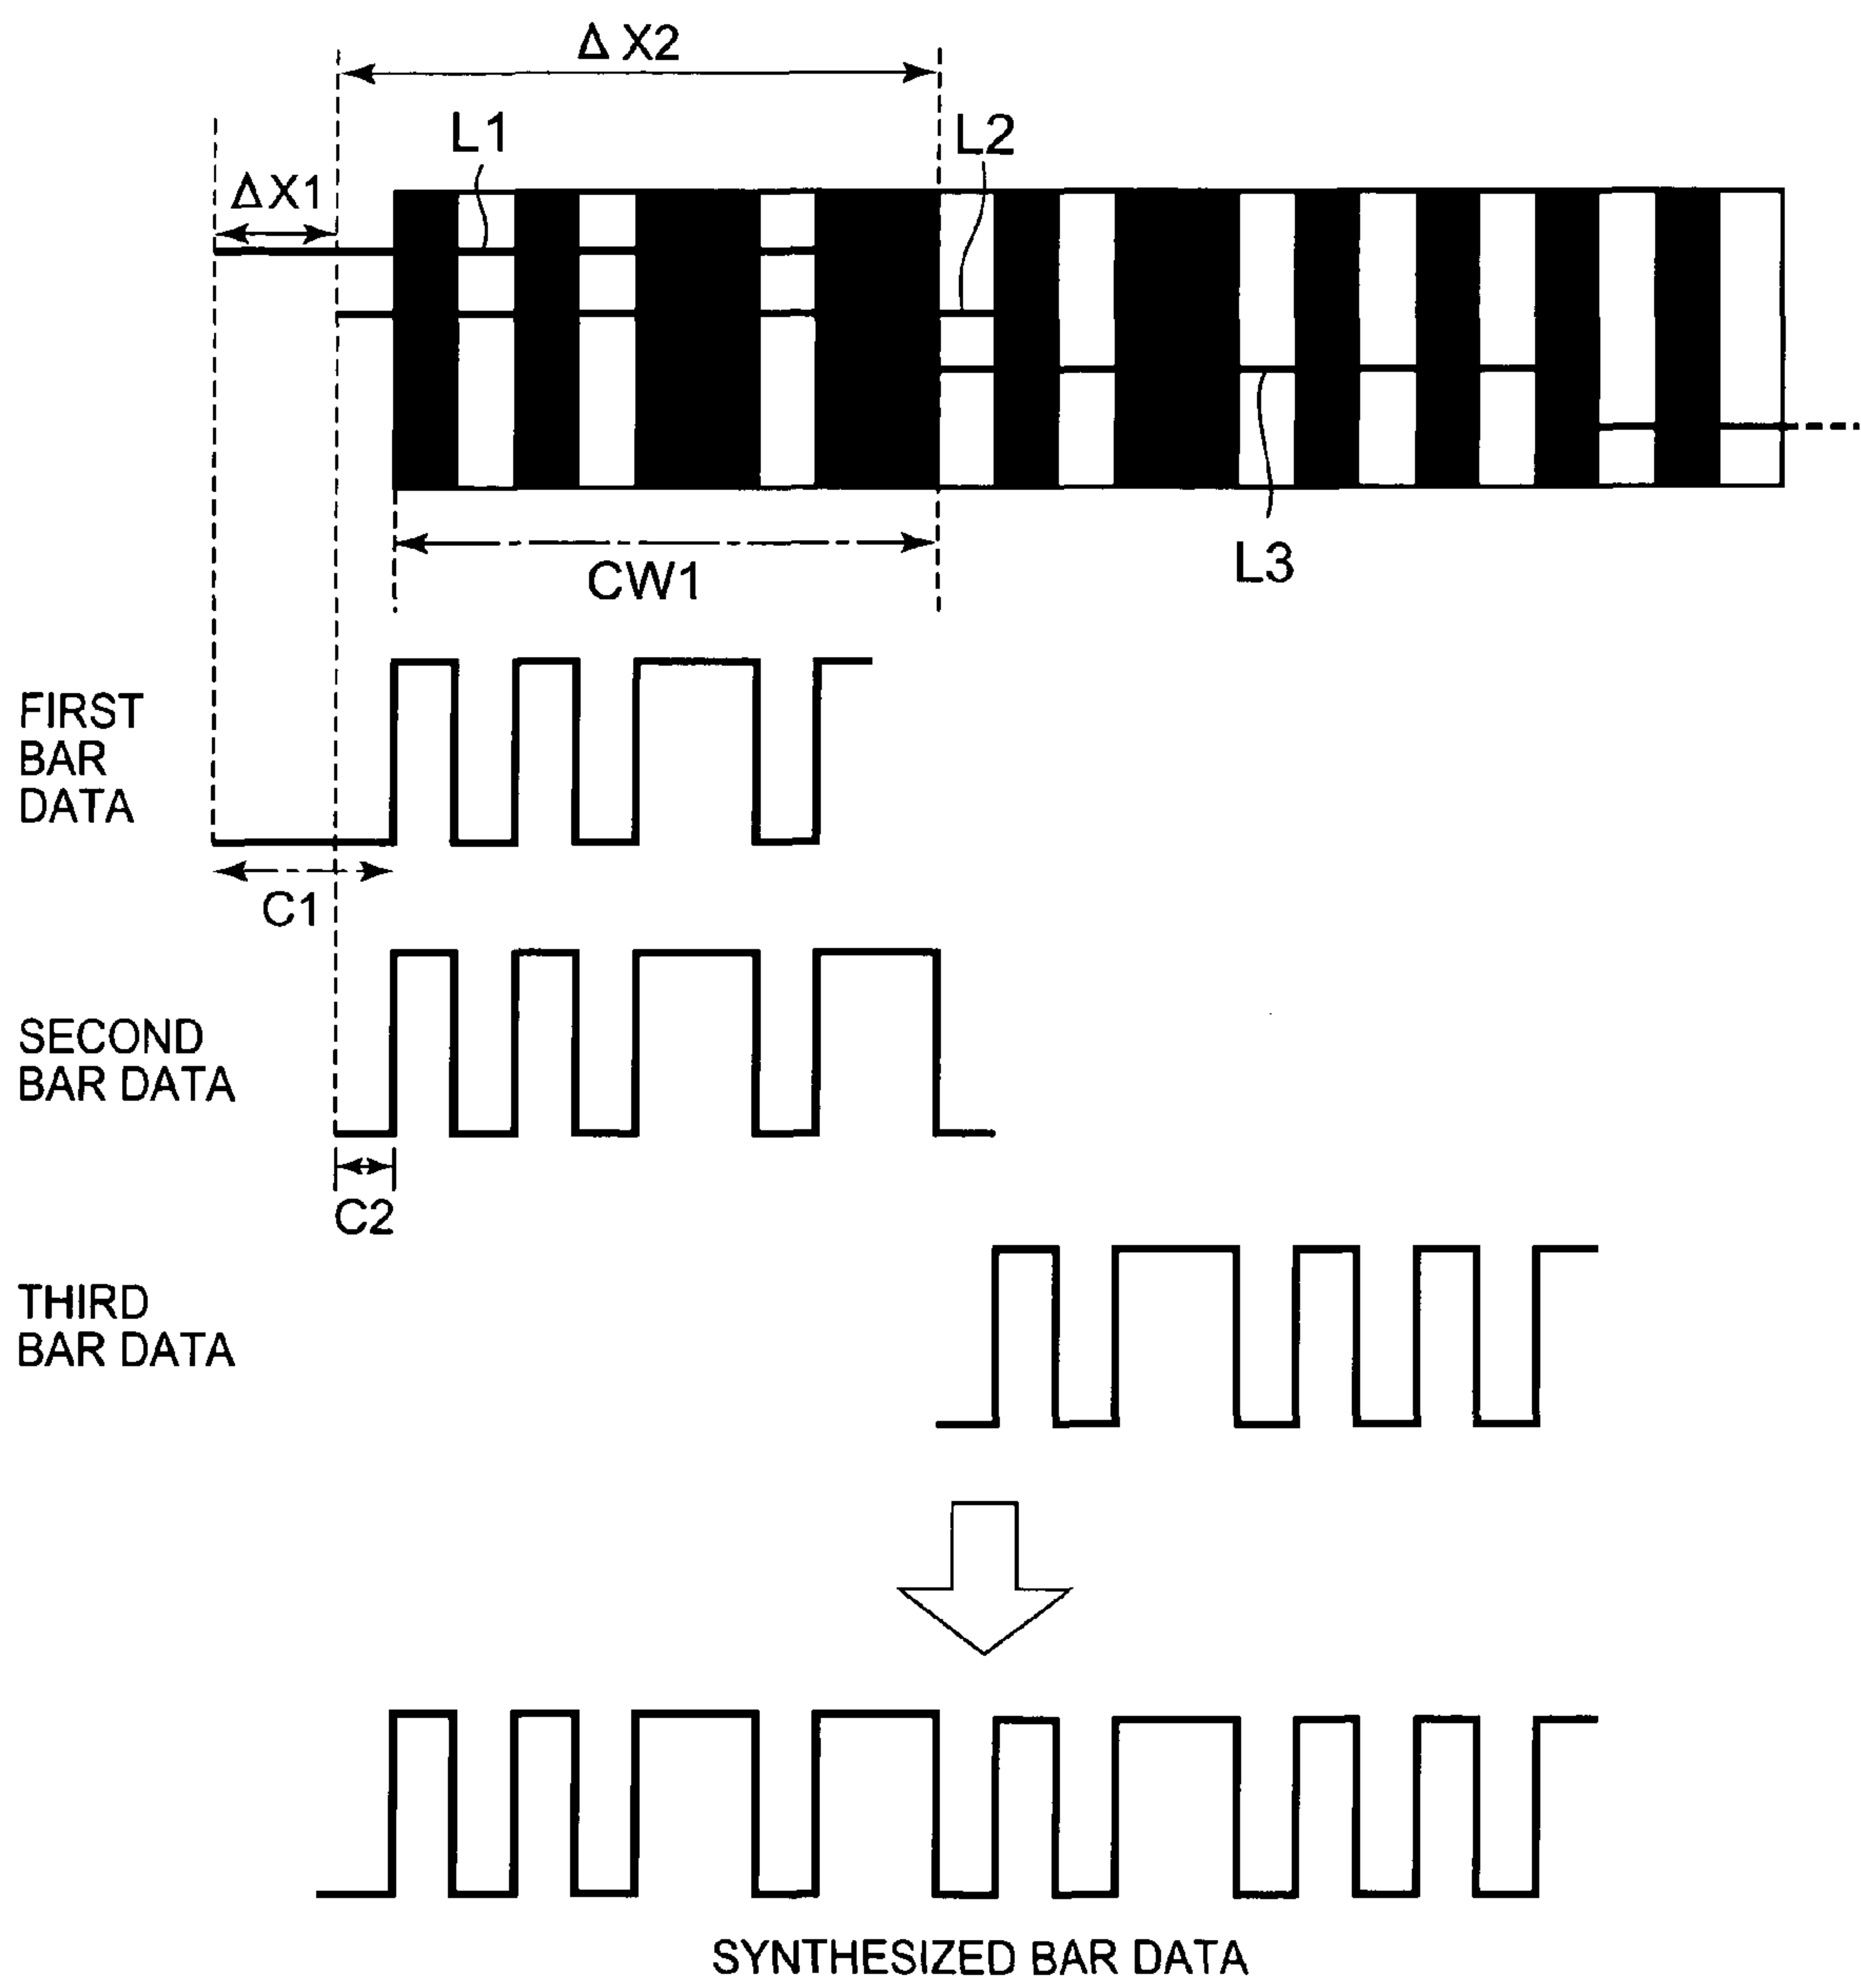 Δ X2
L1
L2
ΔX1
L3
CW1
FIRST
BAR
DATA
C1
SECOND
BAR DATA
C2
THIRD
BAR DATA
SYNTHESIZED BAR DATA